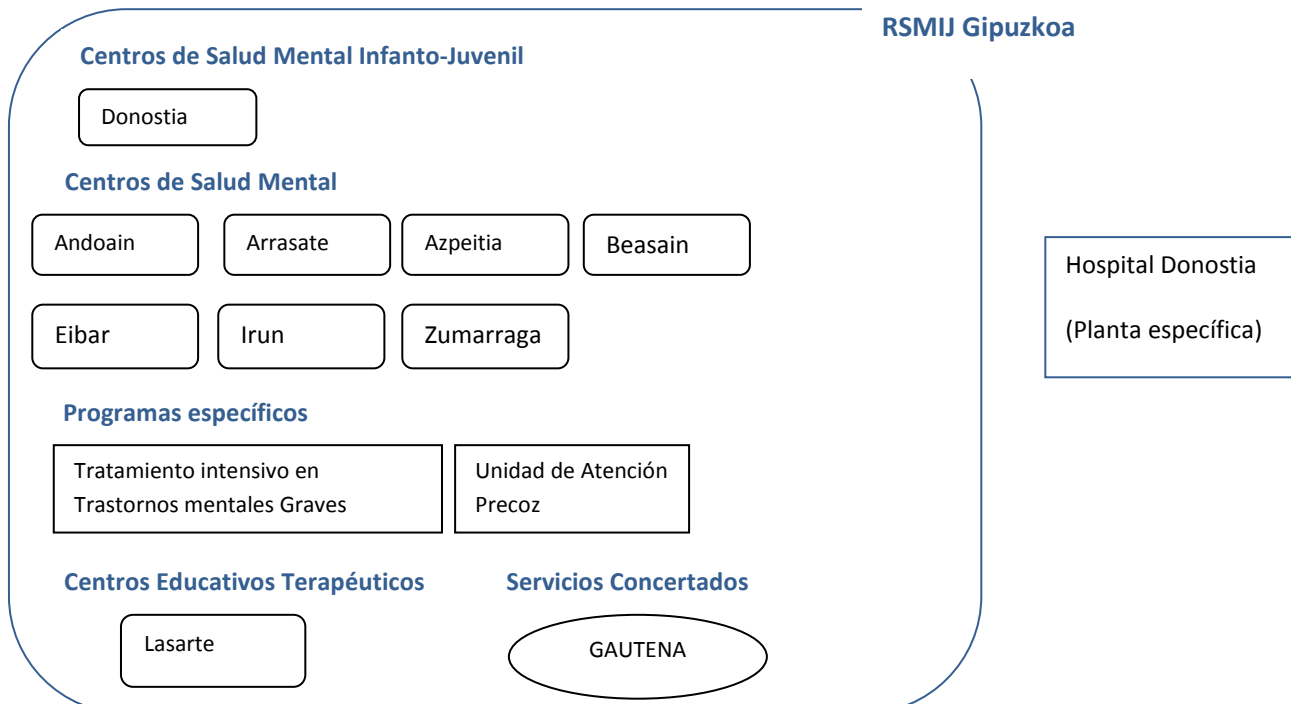 RSMIJ Gipuzkoa
Centros de Salud Mental Infanto-Juvenil
Donostia
Centros de Salud Mental
Andoain
Arrasate
Azpeitia
Beasain
Eibar
Irun
Zumarraga
Hospital Donostia
(Planta específica)
Programas específicos
Tratamiento intensivo en
Trastornos mentales Graves
Unidad de Atención
Precoz
Centros Educativos Terapéuticos
Lasarte
Servicios Concertados
GAUTENA